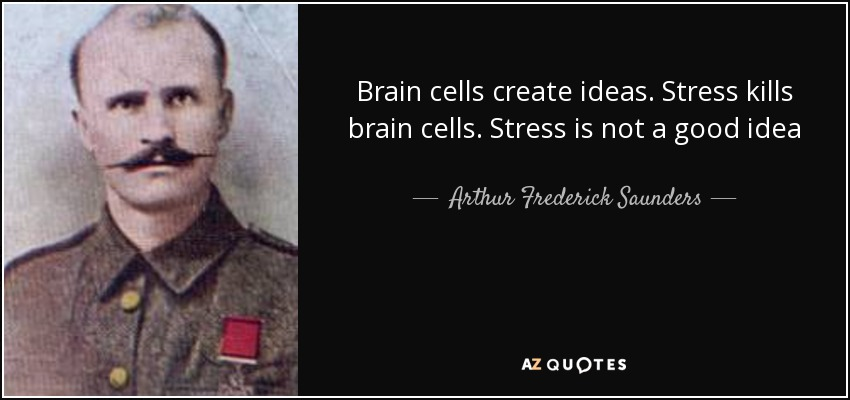 Brain cells create ideas. Stress kills
brain cells. Stress is not a good idea
Arthur Frederick Saunders
AZ QUOTES